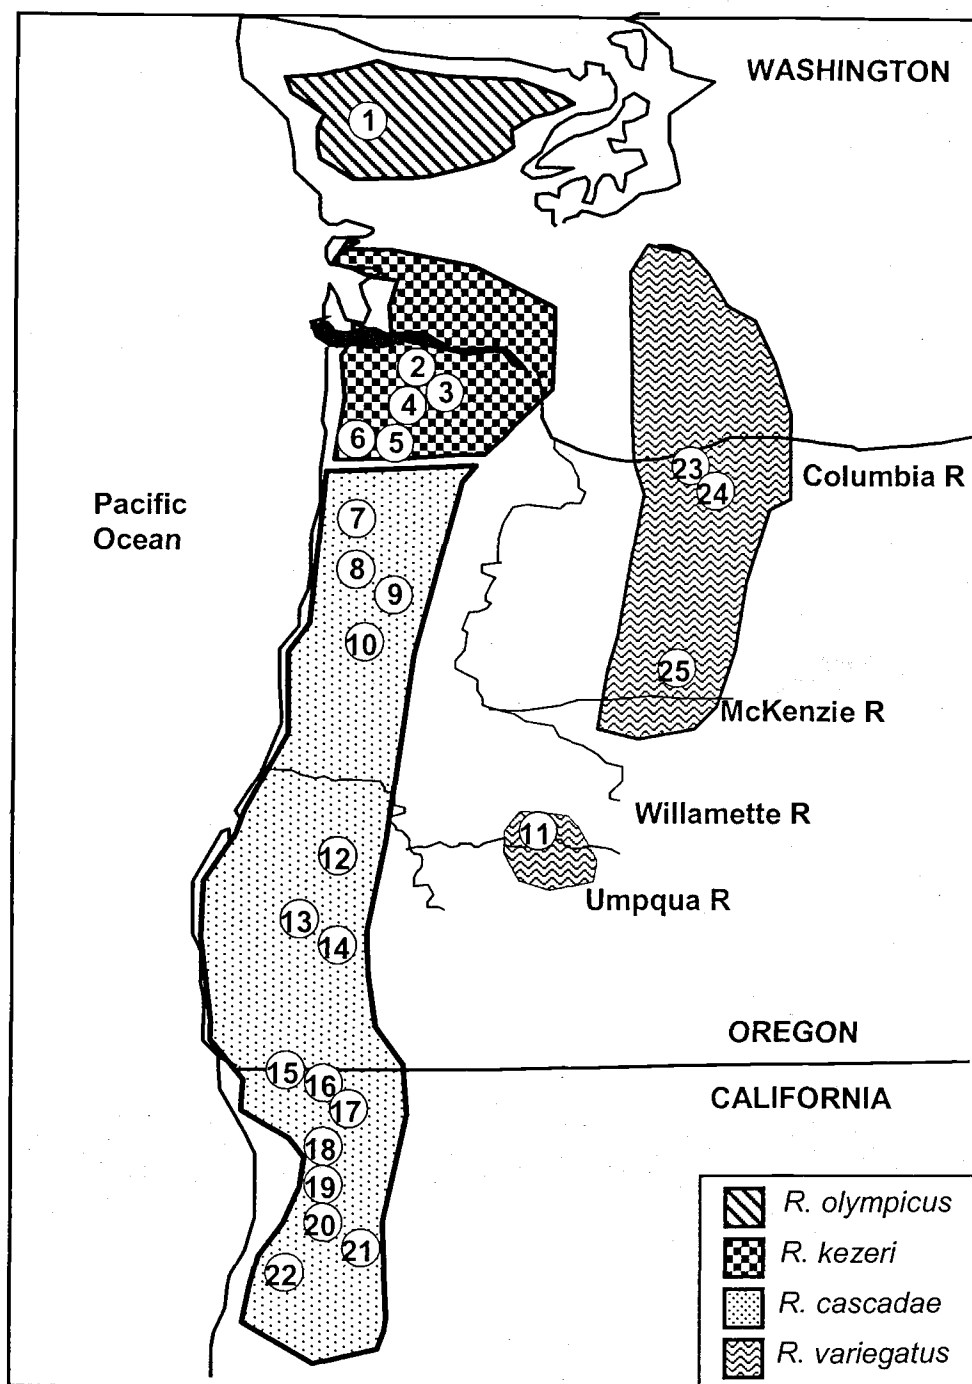 WASHINGTON
1
2
3
4
6 5
Pacific
Ocean
23
24
Columbia R
7
8
9
10
25
McKenzie R
Willamette R
11
12
Umpqua R
13
14
OREGON
15
16
17
CALIFORNIA
18
19
20
21
22
R. olympicus
R. kezeri
R. cascadae
R. variegatus